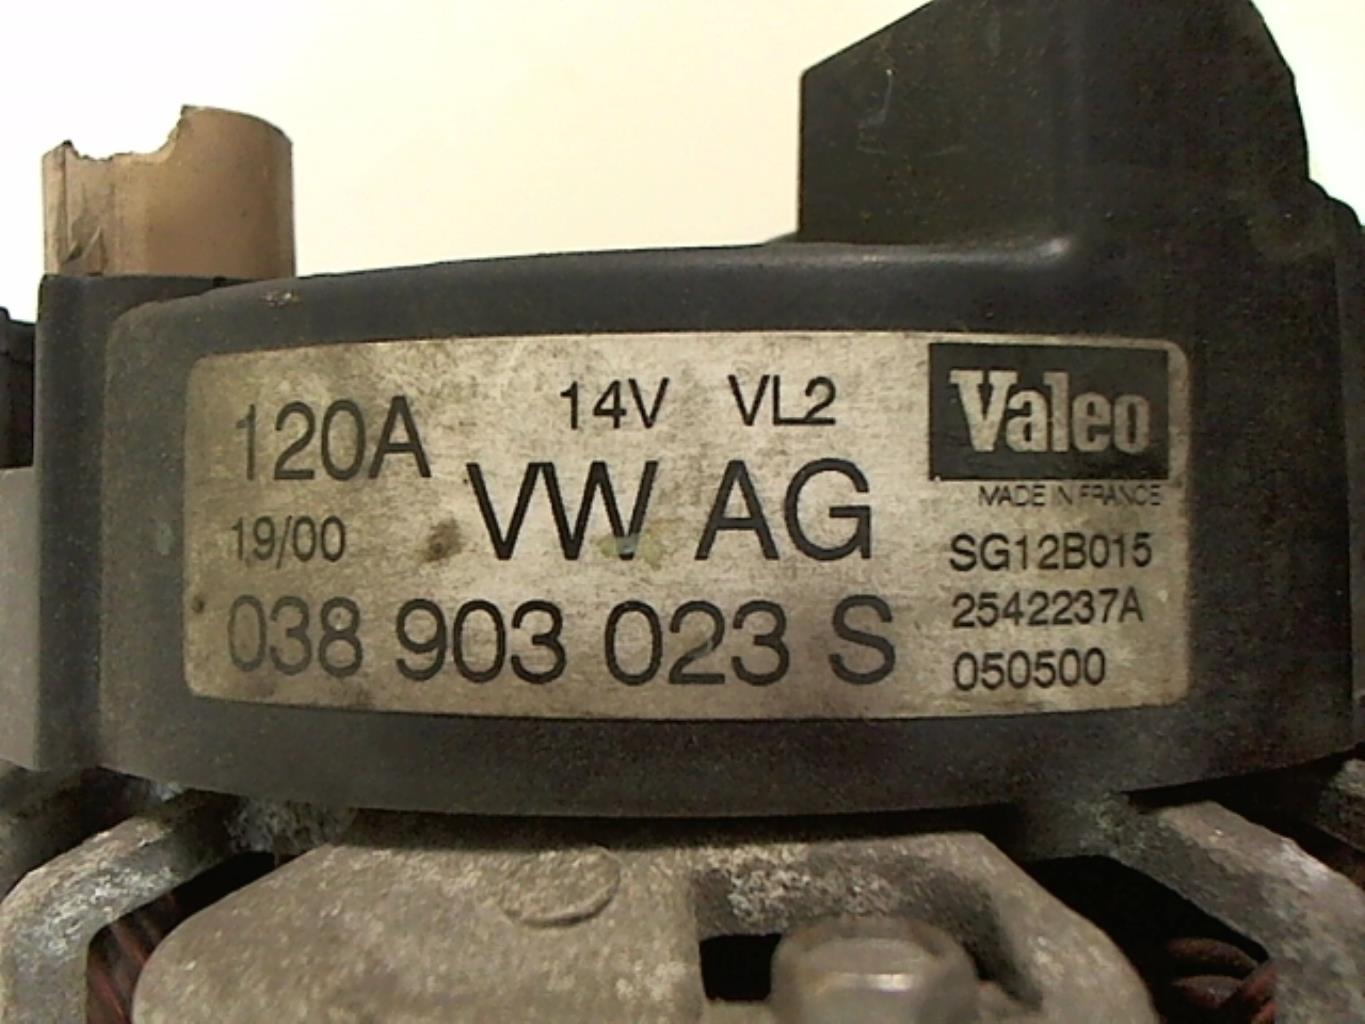 120A 14V VL2 Valeo
MADE IN FRANCE
19/00 VW AG SG12B015
2542237A
038 903 023 S 050500